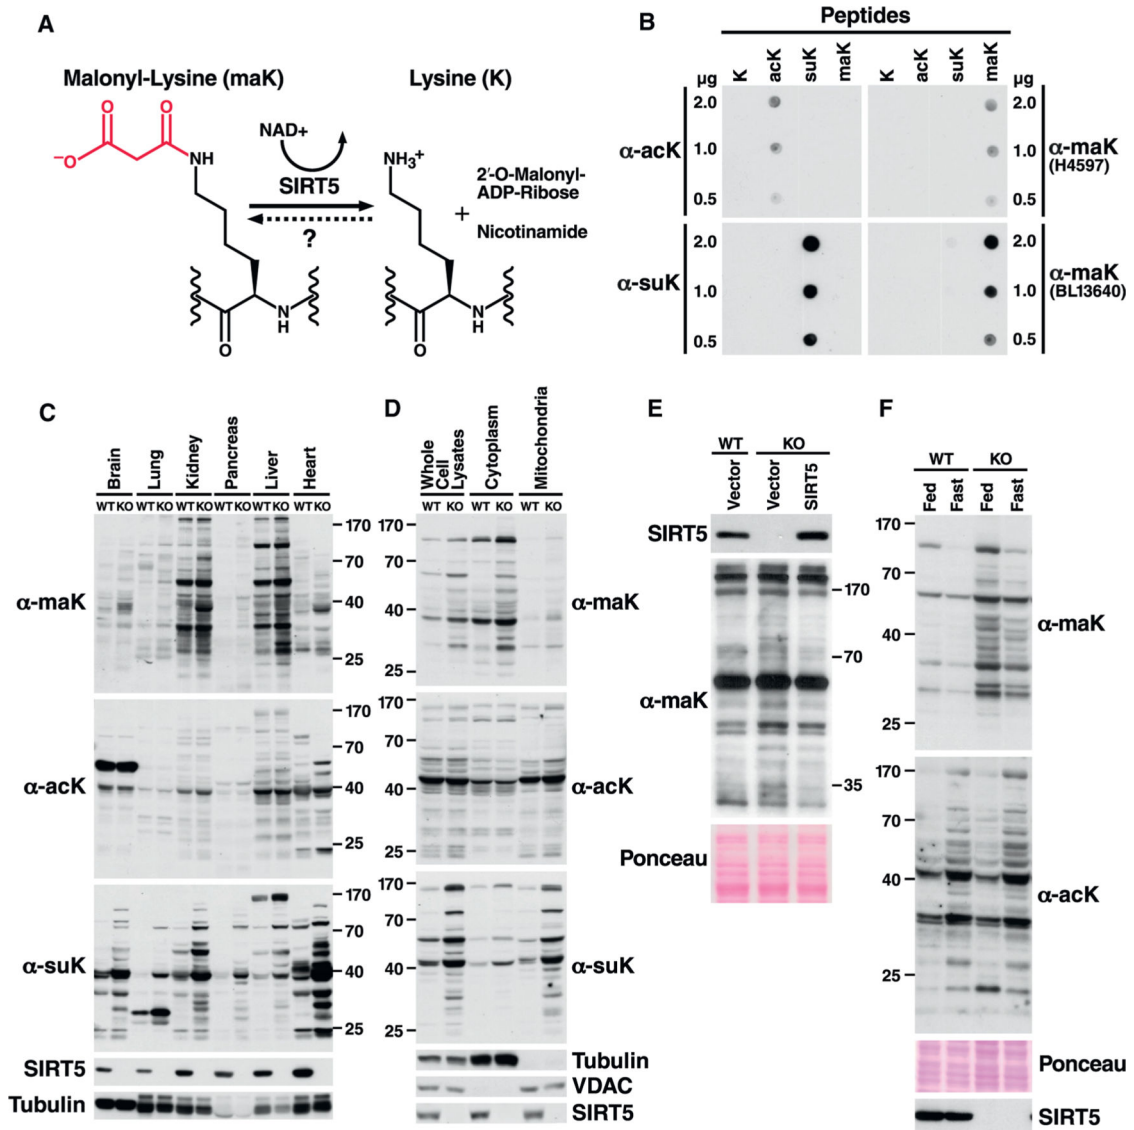 A
Malonyl-Lysine (maK)
Lysine (K)
O
O
⁻O
NH
NAD+
SIRT5
?
NH₃⁺
+
2′-O-Malonyl-
ADP-Ribose
Nicotinamide
O
N
H
O
N
H
B
Peptides
µg
K
acK
suK
maK
K
acK
suK
maK
µg
α-acK
2.0
1.0
0.5
2.0
1.0
0.5
α-maK
(H4597)
α-suK
2.0
1.0
0.5
2.0
1.0
0.5
α-maK
(BL13640)
C
Brain
Lung
Kidney
Pancreas
Liver
Heart
WT KO WT KO WT KO WT KO WT KO WT KO
α-maK
170
70
40
25
α-acK
170
70
40
25
α-suK
170
70
40
25
SIRT5
Tubulin
D
Whole
Cell
Lysates
Cytoplasm
Mitochondria
WT KO WT KO WT KO
170
70
40
25
α-maK
170
70
40
25
α-acK
170
70
40
25
α-suK
Tubulin
VDAC
SIRT5
E
WT
KO
Vector
Vector
SIRT5
SIRT5
α-maK
170
70
35
Ponceau
F
WT
KO
Fed
Fast
Fed
Fast
170
70
40
25
α-maK
170
70
40
25
α-acK
Ponceau
SIRT5